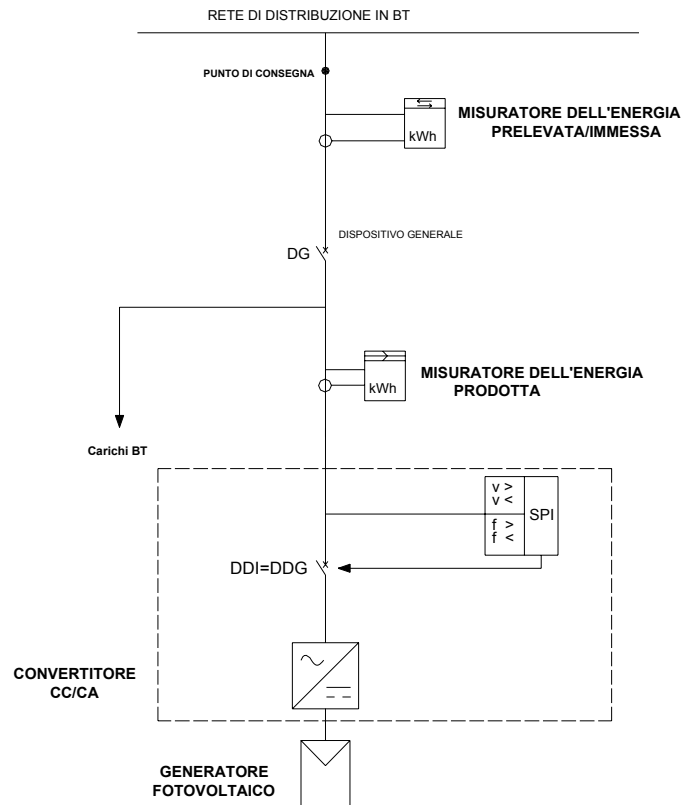 RETE DI DISTRIBUZIONE IN BT
PUNTO DI CONSEGNA
kWh
MISURATORE DELL'ENERGIA
PRELEVATA/IMMESSA
DISPOSITIVO GENERALE
DG
kWh
MISURATORE DELL'ENERGIA
PRODOTTA
Carichi BT
v >
v <
f >
f <
SPI
DDI=DDG
CONVERTITORE
CC/CA
GENERATORE
FOTOVOLTAICO